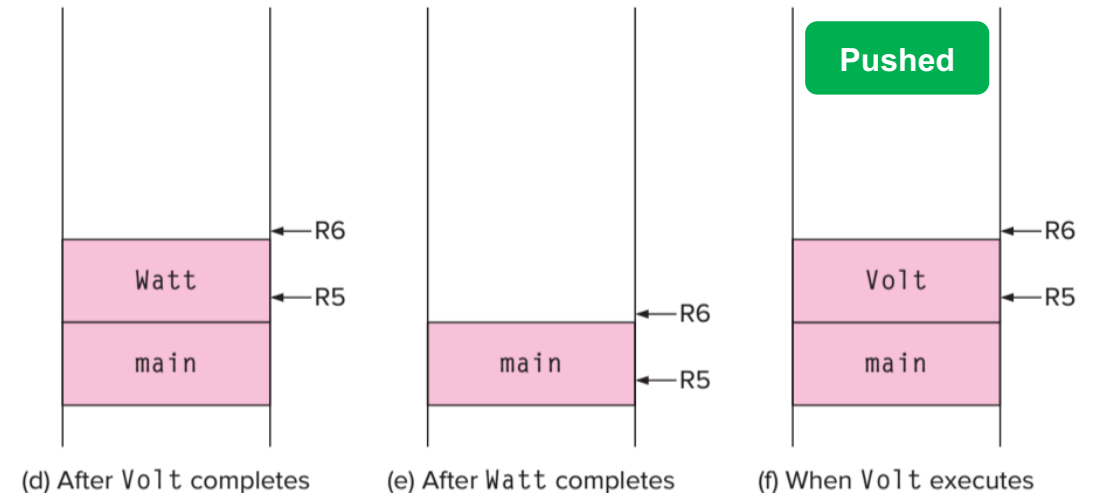 Pushed
R6
Watt
R5
main
(d) After Volt completes
R6
main
R5
(e) After Watt completes
R6
Volt
R5
main
(f) When Volt executes